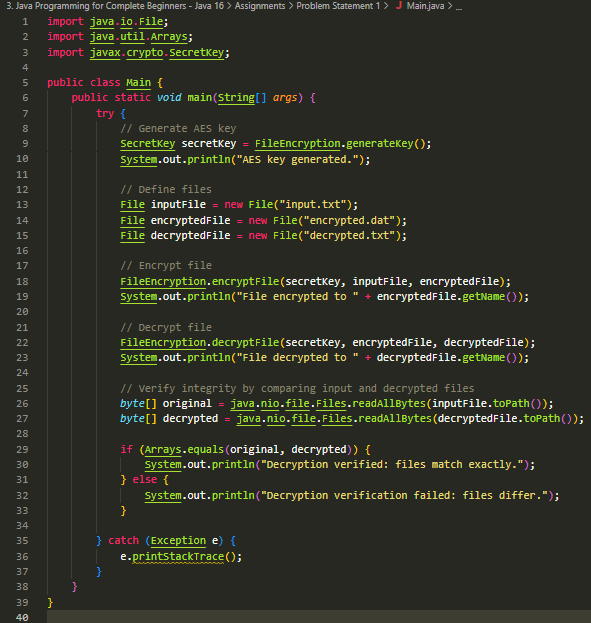 3. Java Programming for Complete Beginners - Java 16 > Assignments > Problem Statement 1 > J Main.java > ...
1 import java.io.File;
2 import java.util.Arrays;
3 import javax.crypto.SecretKey;
4
5 public class Main {
6     public static void main(String[] args) {
7         try {
8             // Generate AES key
9             SecretKey secretKey = FileEncryption.generateKey();
10             System.out.println("AES key generated.");
11
12             // Define files
13             File inputFile = new File("input.txt");
14             File encryptedFile = new File("encrypted.dat");
15             File decryptedFile = new File("decrypted.txt");
16
17             // Encrypt file
18             FileEncryption.encryptFile(secretKey, inputFile, encryptedFile);
19             System.out.println("File encrypted to " + encryptedFile.getName());
20
21             // Decrypt file
22             FileEncryption.decryptFile(secretKey, encryptedFile, decryptedFile);
23             System.out.println("File decrypted to " + decryptedFile.getName());
24
25             // Verify integrity by comparing input and decrypted files
26             byte[] original = java.nio.file.Files.readAllBytes(inputFile.toPath());
27             byte[] decrypted = java.nio.file.Files.readAllBytes(decryptedFile.toPath());
28
29             if (Arrays.equals(original, decrypted)) {
30                 System.out.println("Decryption verified: files match exactly.");
31             } else {
32                 System.out.println("Decryption verification failed: files differ.");
33             }
34
35         } catch (Exception e) {
36             e.printStackTrace();
37         }
38     }
39 }
40